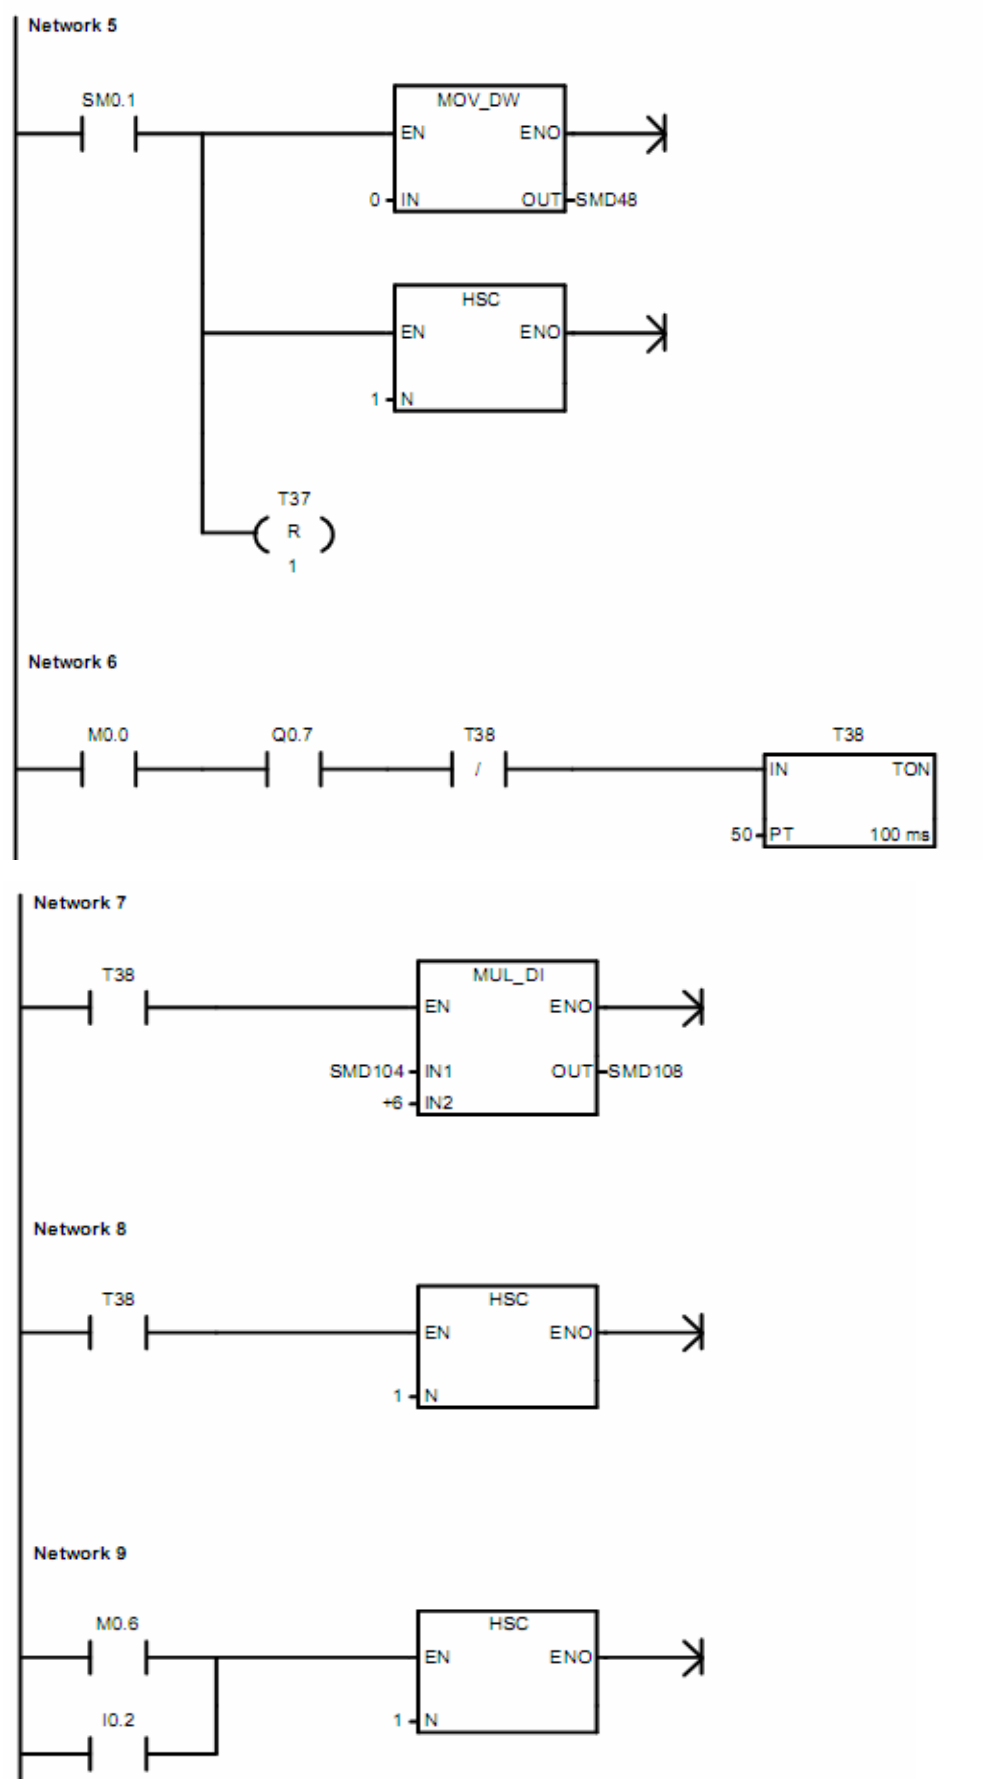 Network 5
SM0.1
MOV_DW
EN ENO
0 IN OUT SMD48
HSC
EN ENO
1 N
T37
R
1
Network 6
M0.0 Q0.7 T38 T38
/ IN TON
50 PT 100 ms
Network 7
T38
MUL_DI
EN ENO
SMD104 IN1 OUT SMD108
+6 IN2
Network 8
T38
HSC
EN ENO
1 N
Network 9
M0.6
HSC
EN ENO
I0.2
1 N